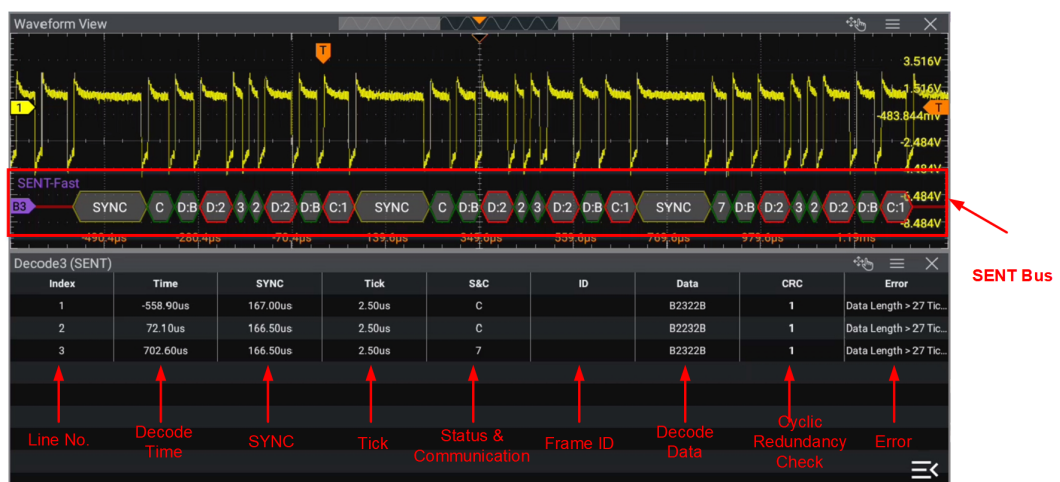 Waveform View
T
3.516V
1.516V
1
T
-483.844mV
-2.484V
-4.484V
SENT-Fast
-6.484V
B3
SYNC C D:B D:2 3 2 D:2 D:B C:1 SYNC C D:B D:2 2 3 D:2 D:B C:1 SYNC 7 D:B D:2 3 2 D:2 D:B C:1
-8.484V
-490.4µs -280.4µs -70.4µs 139.6µs 349.6µs 559.6µs 769.6µs 979.6µs 1.19ms
SENT Bus
Decode3 (SENT)
Index Time SYNC Tick S&C ID Data CRC Error
1 -558.90us 167.00us 2.50us C B2322B 1 Data Length > 27 Tic...
2 72.10us 166.50us 2.50us C B2232B 1 Data Length > 27 Tic...
3 702.60us 166.50us 2.50us 7 B2322B 1 Data Length > 27 Tic...
Line No.
Decode
Time
SYNC
Tick
Status &
Communication
Frame ID
Decode
Data
Cyclic
Redundancy
Check
Error